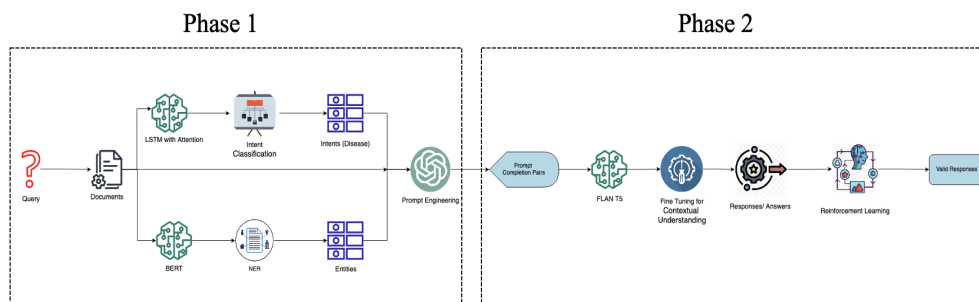 Phase 1
Phase 2
LSTM with Attention
Intent
Classification
Intents (Disease)
Query
Documents
Prompt Engineering
BERT
NER
Entities
Prompt
Completion Pairs
FLAN T5
Fine Tuning for
Contextual
Understanding
Responses/ Answers
Reinforcement Learning
Valid Responses